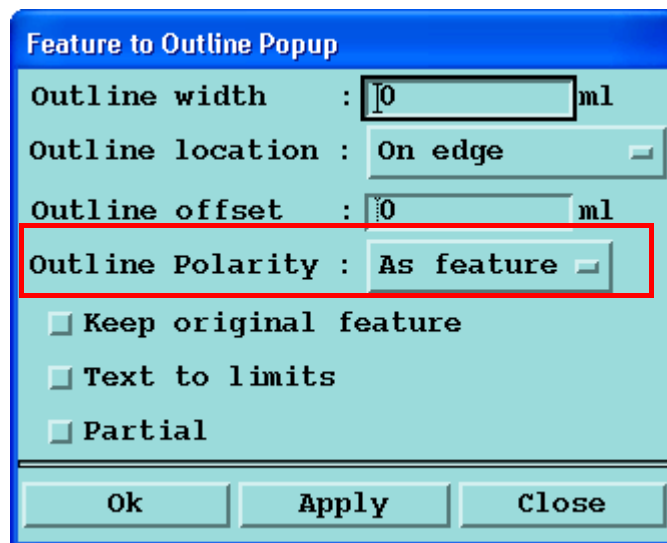 Feature to Outline Popup
Outline width : 0 ml
Outline location : On edge
Outline offset : 0 ml
Outline Polarity : As feature
Keep original feature
Text to limits
Partial
Ok Apply Close